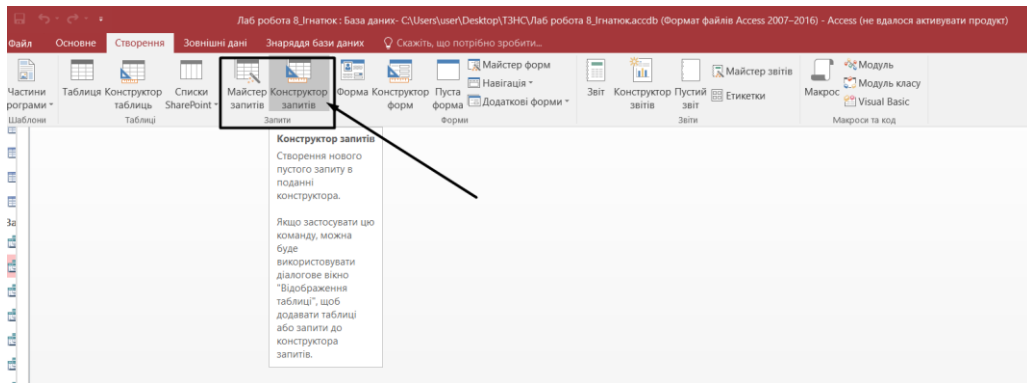 Лаб робота 8_Ігнатюк : База даних- C:\Users\user\Desktop\ТЗНС\Лаб робота 8_Ігнатюк.accdb (Формат файлів Access 2007–2016) - Access (не вдалося активувати продукт)
Файл Основне Створення Зовнішні дані Знаряддя бази даних Скажіть, що потрібно зробити...
Частини програми Таблиця Конструктор таблиць Списки SharePoint Майстер запитів Конструктор запитів Форма Конструктор форм Пуста форма Майстер форм Навігація Додаткові форми Звіт Конструктор звітів Пустий звіт Майстер звітів Етикетки Макрос Модуль Модуль класу Visual Basic
Шаблони Таблиці Запити Форми Звіти Макроси та код
Конструктор запитів
Створення нового
пустого запиту в
поданні
конструктора.
Якщо застосувати цю
команду, можна
буде
використовувати
діалогове вікно
"Відображення
таблиці", щоб
додавати таблиці
або запити до
конструктора
запитів.